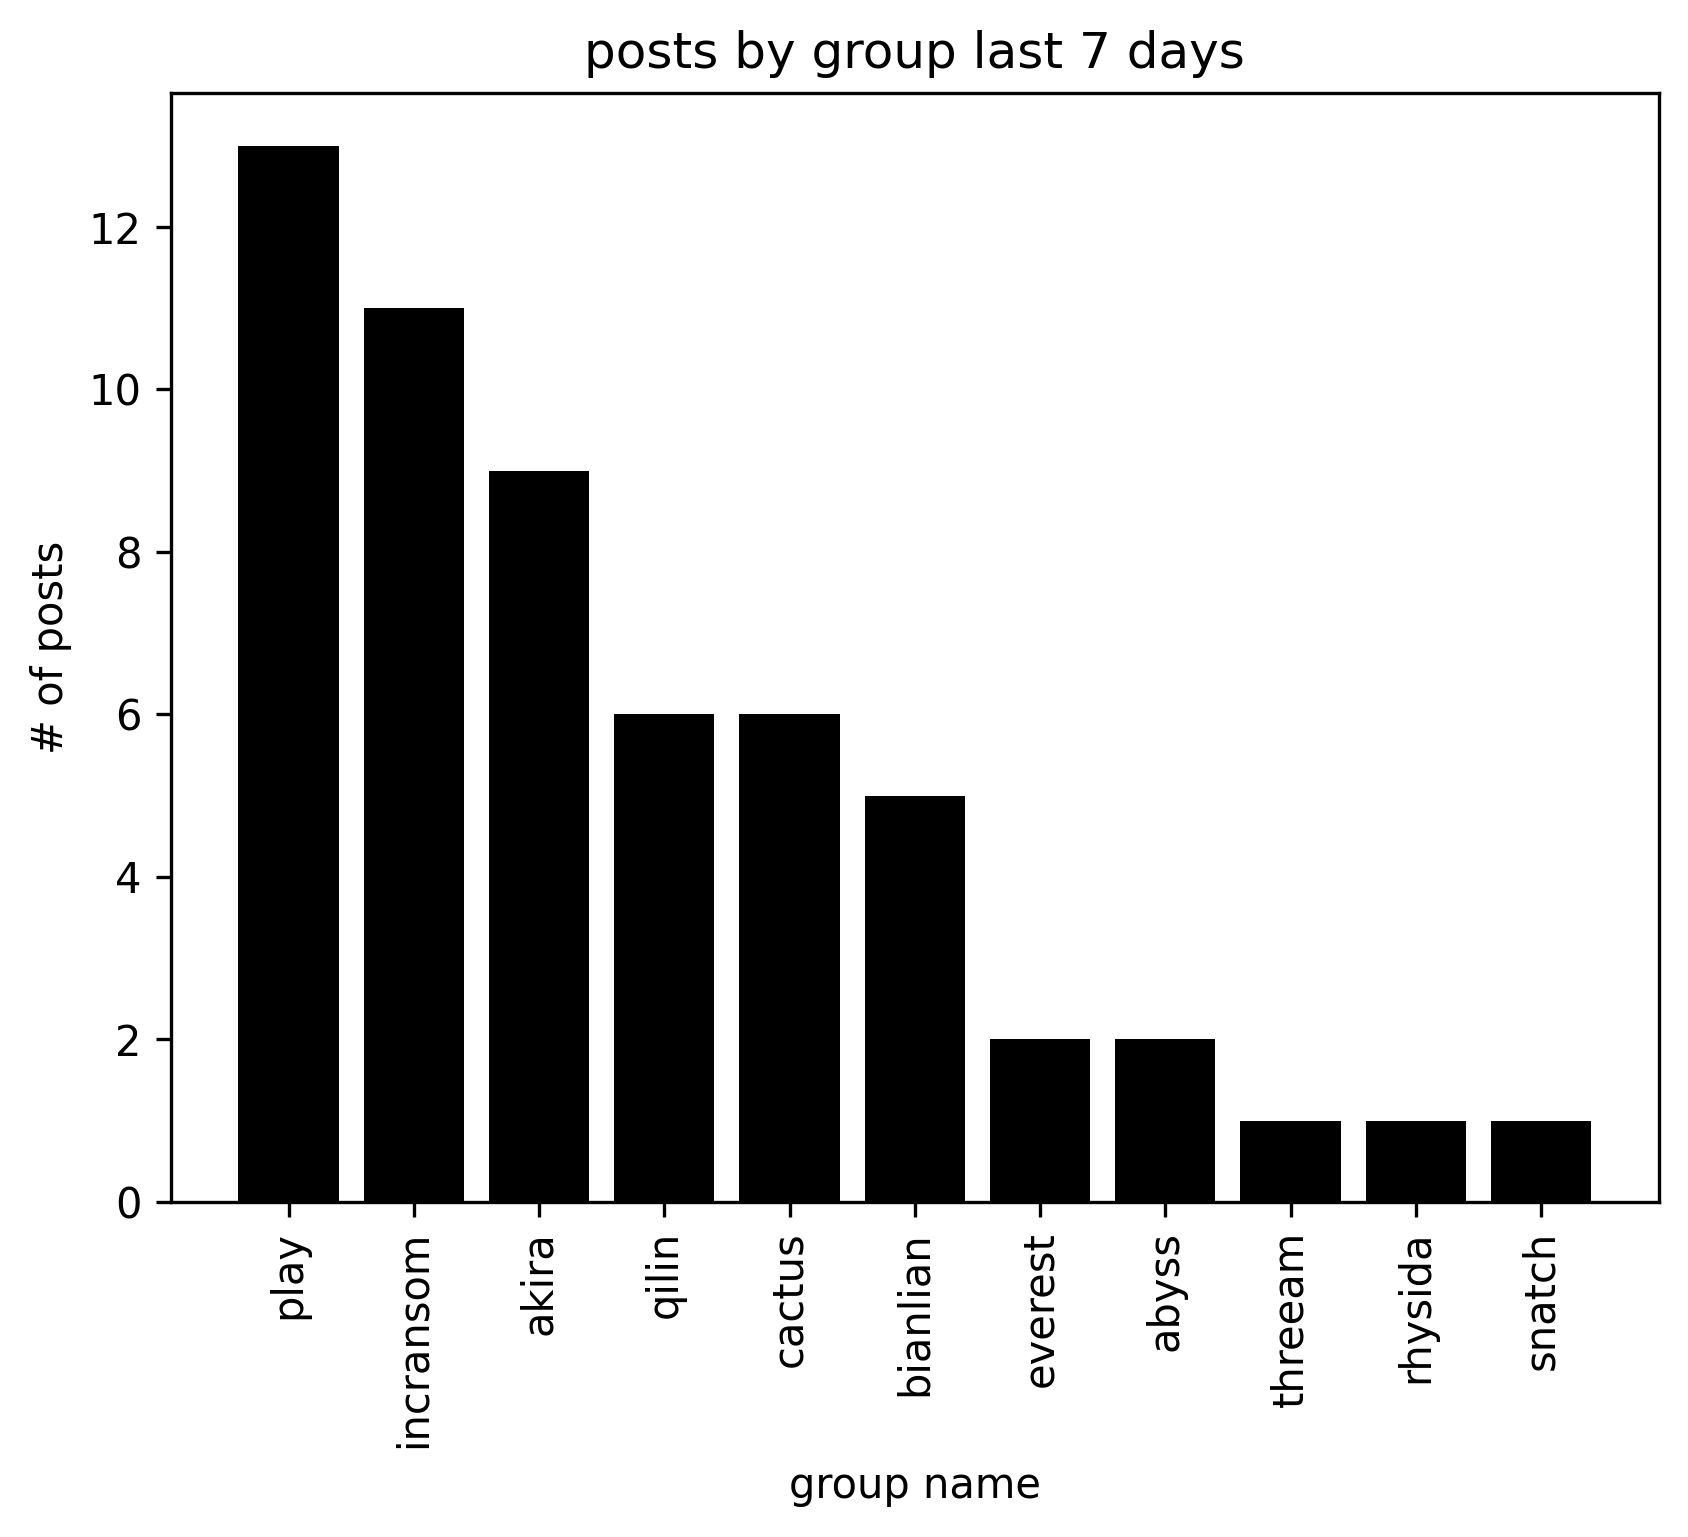 posts by group last 7 days
# of posts
12
10
8
6
4
2
0
play
incransom
akira
qilin
cactus
bianlian
everest
abyss
threeam
rhysida
snatch
group name